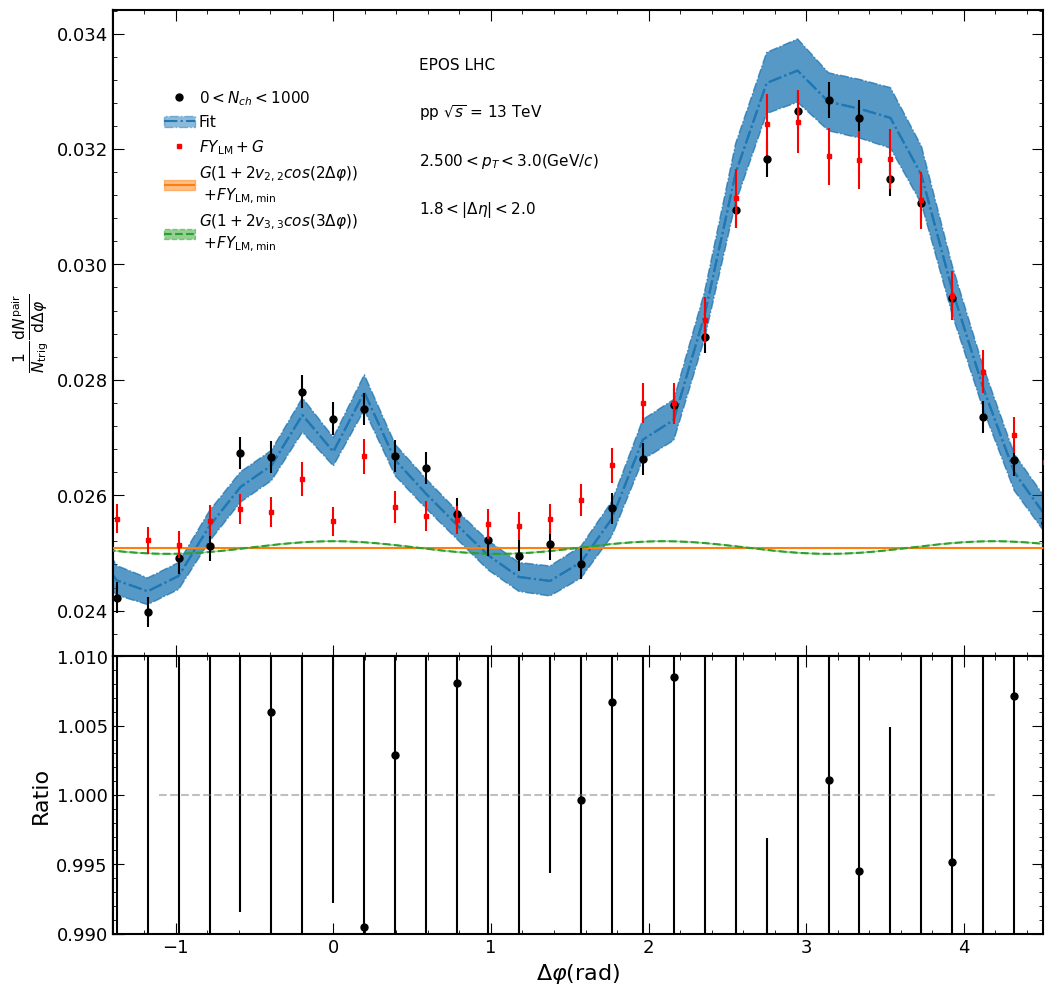 0.034
0.032
0.030
0.028
0.026
0.024
1/N_trig dN^pair/dΔφ
0 < N_ch < 1000
Fit
FY_LM + G
G(1 + 2v_2,2 cos(2Δφ))
+FY_LM,min
G(1 + 2v_3,3 cos(3Δφ))
+FY_LM,min
EPOS LHC
pp √s = 13 TeV
2.500 < p_T < 3.0(GeV/c)
1.8 < |Δη| < 2.0
1.010
1.005
1.000
0.995
0.990
Ratio
−1 0 1 2 3 4
Δφ(rad)